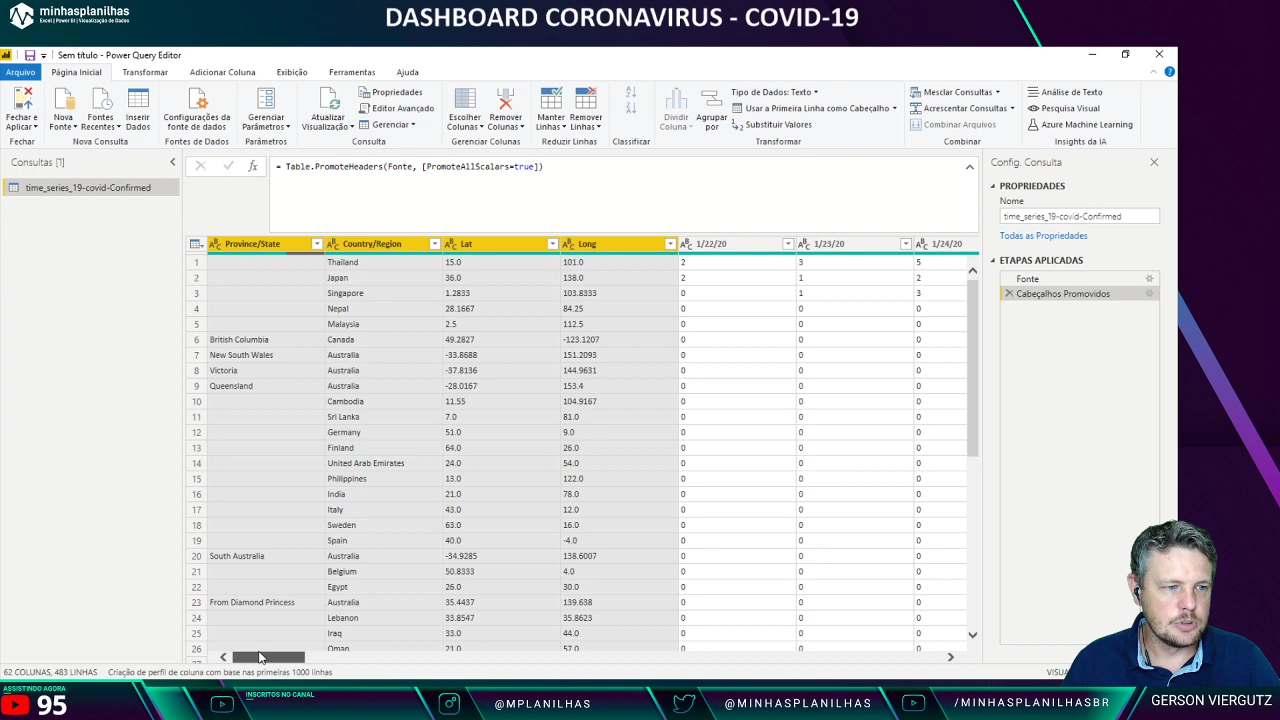 minhasplanilhas
Excel | Power BI | Visualização de Dados
DASHBOARD CORONAVIRUS - COVID-19
Sem título - Power Query Editor
Arquivo Página Inicial Transformar Adicionar Coluna Exibição Ferramentas Ajuda
Fechar e Aplicar
Nova Fonte
Fontes Recentes
Inserir Dados
Configurações da fonte de dados
Gerenciar Parâmetros
Atualizar Visualização
Propriedades
Editor Avançado
Gerenciar
Escolher Colunas
Remover Colunas
Manter Linhas
Remover Linhas
Dividir Coluna
Agrupar por
Tipo de Dados: Texto
Usar a Primeira Linha como Cabeçalho
Substituir Valores
Mesclar Consultas
Acrescentar Consultas
Combinar Arquivos
Análise de Texto
Pesquisa Visual
Azure Machine Learning
Fechar Nova Consulta Fontes de Dados Parâmetros Consulta Gerenciar Colunas Reduzir Linhas Classificar Transformar Combinar Insights da IA
Consultas [1]
time_series_19-covid-Confirmed
fx
= Table.PromoteHeaders(Fonte, [PromoteAllScalars=true])
Province/State Country/Region Lat Long 1/22/20 1/23/20 1/24/20
1 Thailand 15.0 101.0 2 3 5
2 Japan 36.0 138.0 2 1 2
3 Singapore 1.2833 103.8333 0 1 3
4 Nepal 28.1667 84.25 0 0 0
5 Malaysia 2.5 112.5 0 0 0
6 British Columbia Canada 49.2827 -123.1207 0 0 0
7 New South Wales Australia -33.8688 151.2093 0 0 0
8 Victoria Australia -37.8136 144.9631 0 0 0
9 Queensland Australia -28.0167 153.4 0 0 0
10 Cambodia 11.55 104.9167 0 0 0
11 Sri Lanka 7.0 81.0 0 0 0
12 Germany 51.0 9.0 0 0 0
13 Finland 64.0 26.0 0 0 0
14 United Arab Emirates 24.0 54.0 0 0 0
15 Philippines 13.0 122.0 0 0 0
16 India 21.0 78.0 0 0 0
17 Italy 43.0 12.0 0 0 0
18 Sweden 63.0 16.0 0 0 0
19 Spain 40.0 -4.0 0 0 0
20 South Australia Australia -34.9285 138.6007 0 0 0
21 Belgium 50.8333 4.0 0 0 0
22 Egypt 26.0 30.0 0 0 0
23 From Diamond Princess Australia 35.4437 139.638 0 0 0
24 Lebanon 33.8547 35.8623 0 0 0
25 Iraq 33.0 44.0 0 0 0
26 Oman 21.0 57.0 0 0 0
Config. Consulta
PROPRIEDADES
Nome
time_series_19-covid-Confirmed
Todas as Propriedades
ETAPAS APLICADAS
Fonte
Cabeçalhos Promovidos
62 COLUNAS, 483 LINHAS Criação de perfil de coluna com base nas primeiras 1000 linhas
ASSISTINDO AGORA
95
INSCRITOS NO CANAL
@MPLANILHAS
@MINHASPLANILHAS
/MINHASPLANILHASBR
GERSON VIERGUTZ